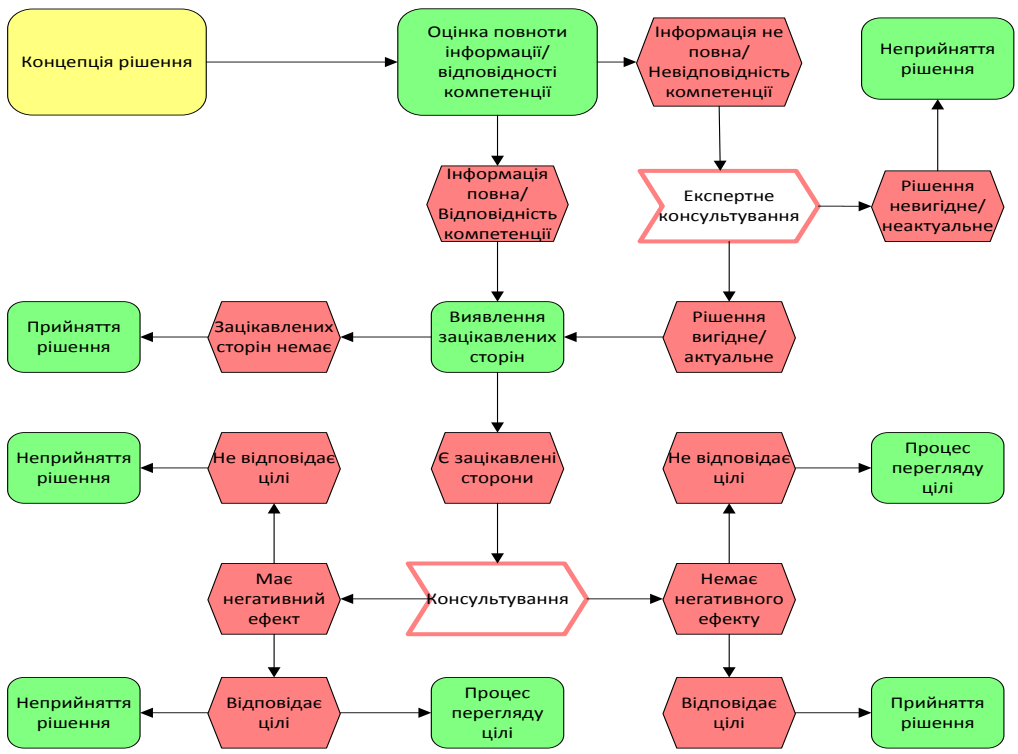 Концепція рішення
Оцінка повноти
інформації/
відповідності
компетенції
Інформація не
повна/
Невідповідність
компетенції
Неприйняття
рішення
Інформація
повна/
Відповідність
компетенції
Експертне
консультування
Рішення
невигідне/
неактуальне
Прийняття
рішення
Зацікавлених
сторін немає
Виявлення
зацікавлених
сторін
Рішення
вигідне/
актуальне
Неприйняття
рішення
Не відповідає
цілі
Є зацікавлені
сторони
Не відповідає
цілі
Процес
перегляду
цілі
Має
негативний
ефект
Консультування
Немає
негативного
ефекту
Неприйняття
рішення
Відповідає
цілі
Процес
перегляду
цілі
Відповідає
цілі
Прийняття
рішення